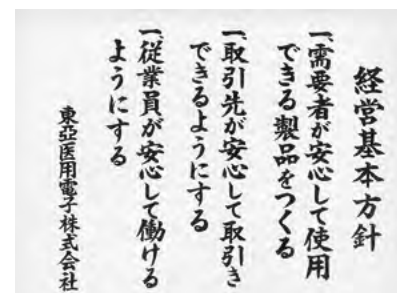 経営基本方針
一、需要者が安心して使用
できる製品をつくる
一、取引先が安心して取引き
できるようにする
一、従業員が安心して働ける
ようにする
東亞医用電子株式会社